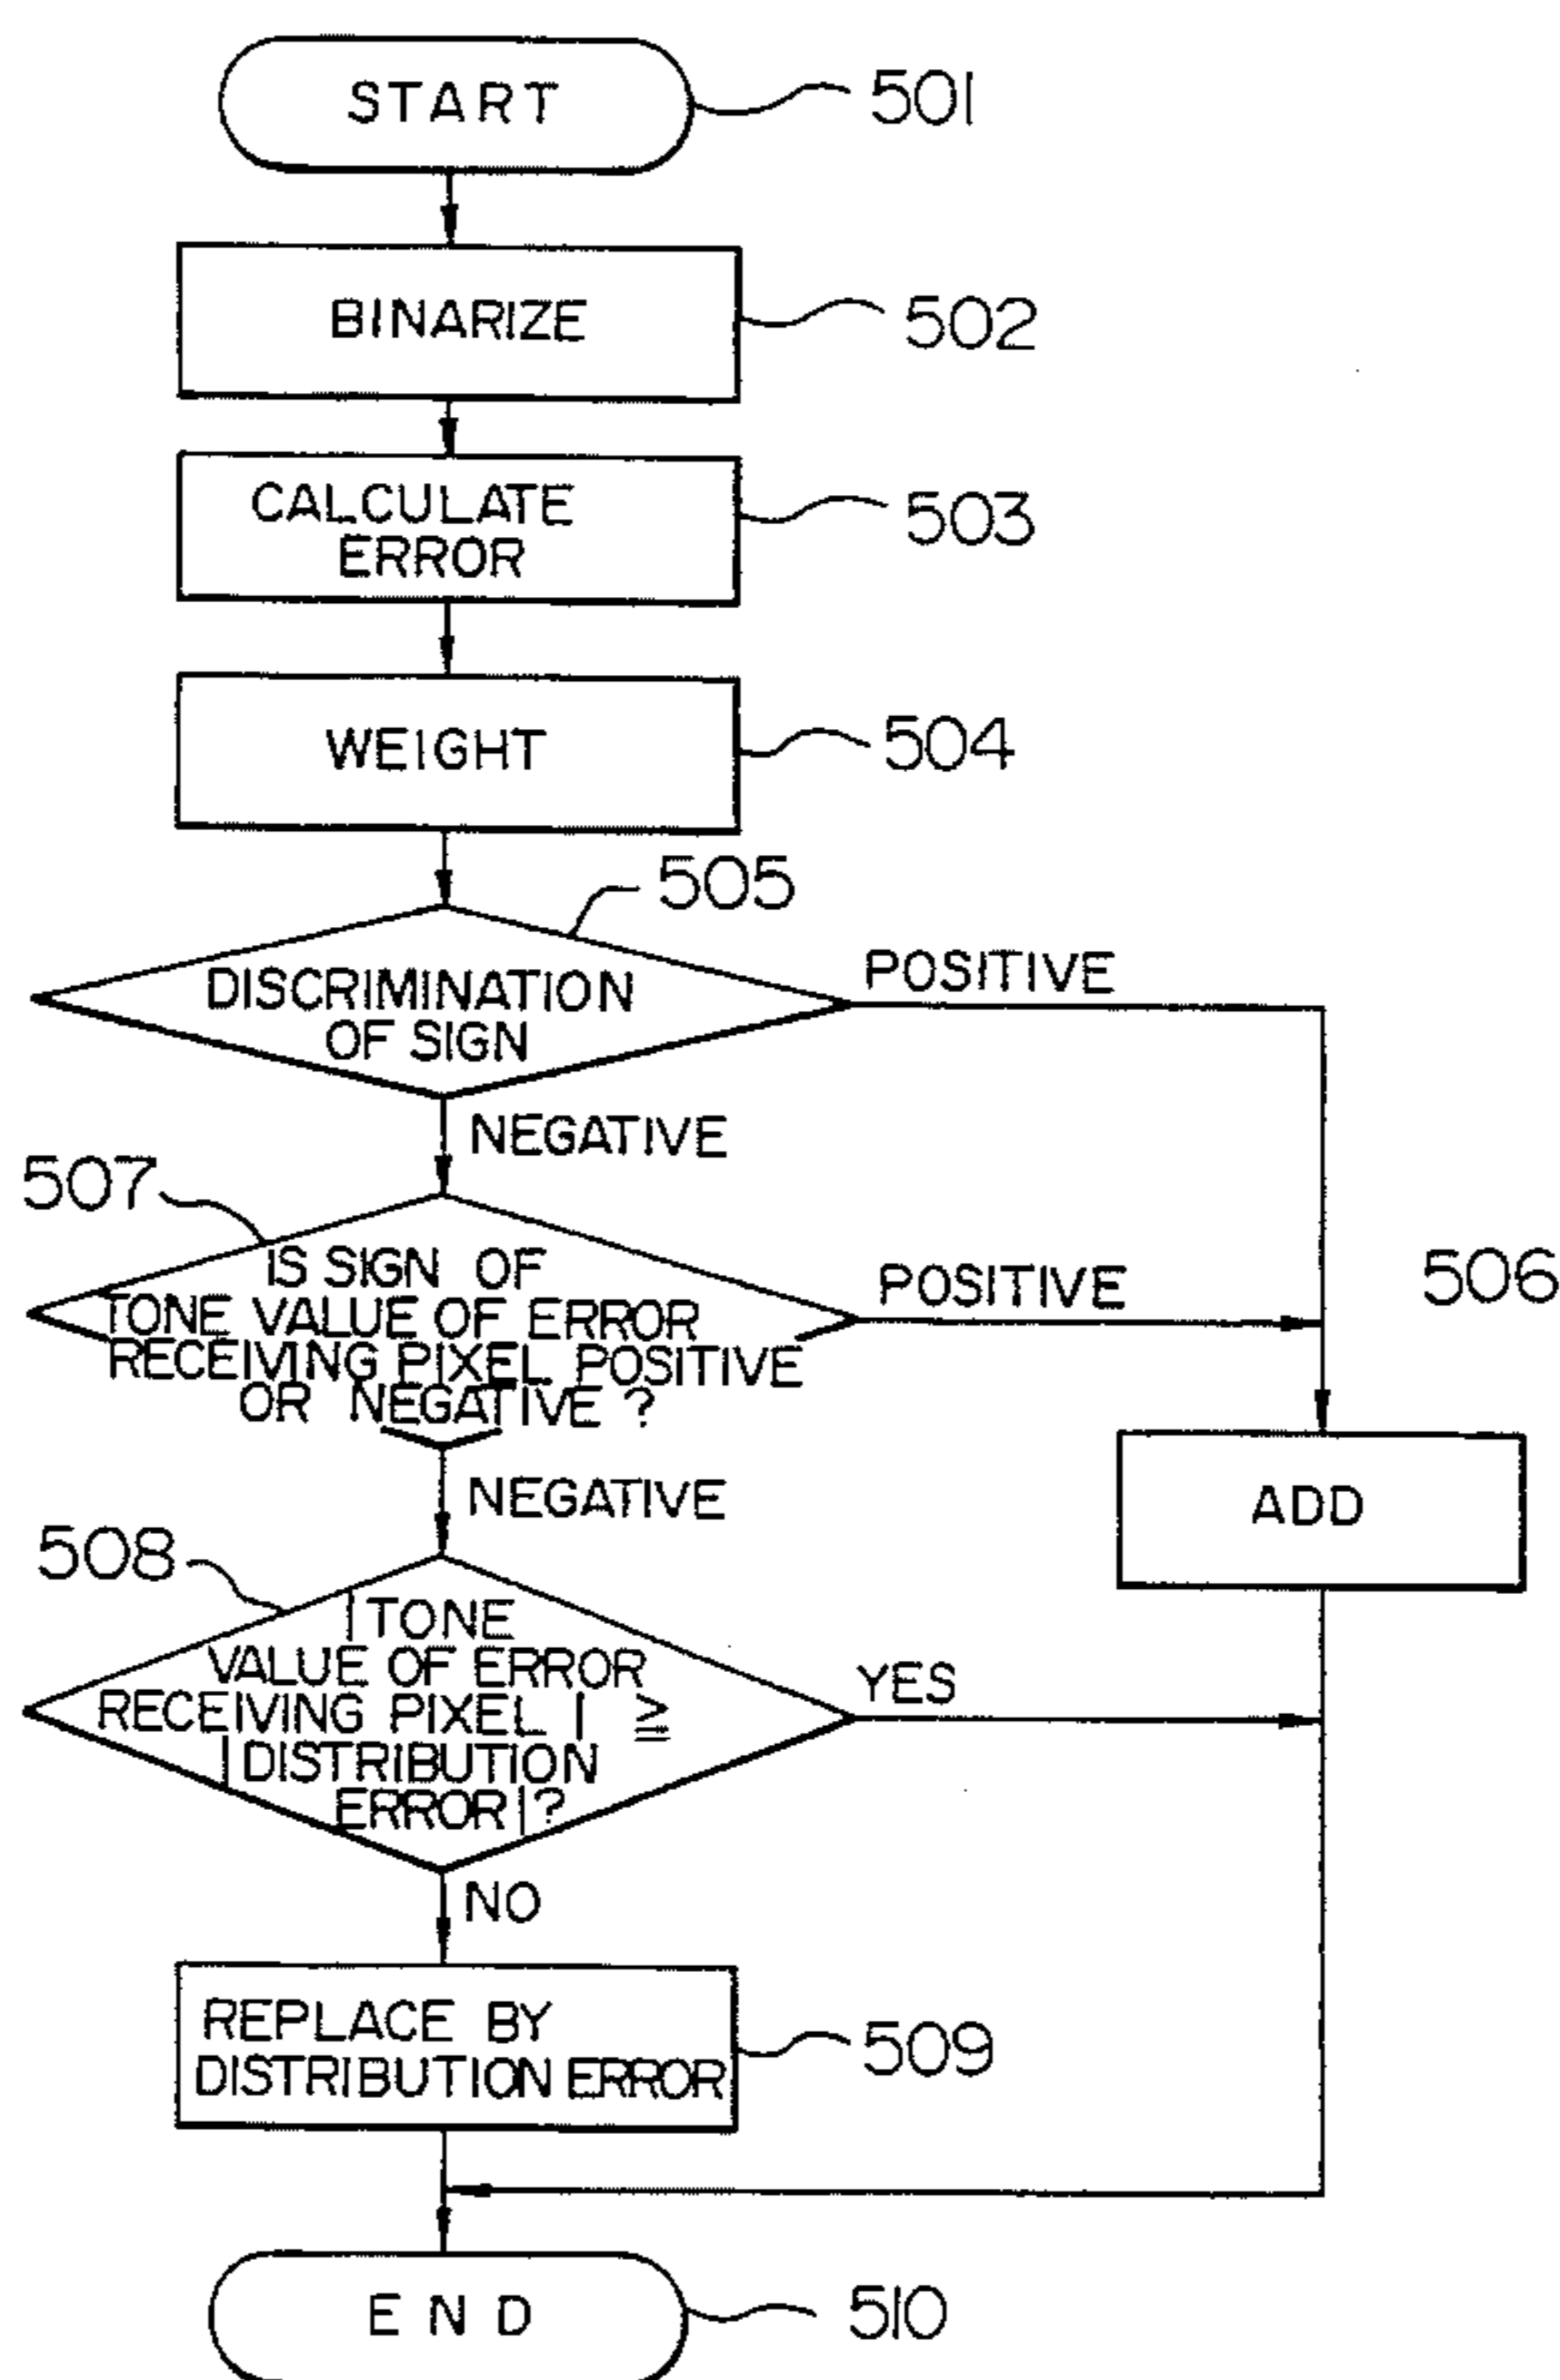 START
501
BINARIZE
502
CALCULATE
ERROR
503
WEIGHT
504
505
DISCRIMINATION
OF SIGN
POSITIVE
NEGATIVE
507
IS SIGN OF
TONE VALUE OF ERROR
RECEIVING PIXEL POSITIVE
OR NEGATIVE ?
POSITIVE
506
ADD
NEGATIVE
508
| TONE
VALUE OF ERROR
RECEIVING PIXEL | ≧
| DISTRIBUTION
ERROR | ?
YES
NO
REPLACE BY
DISTRIBUTION ERROR
509
END
510